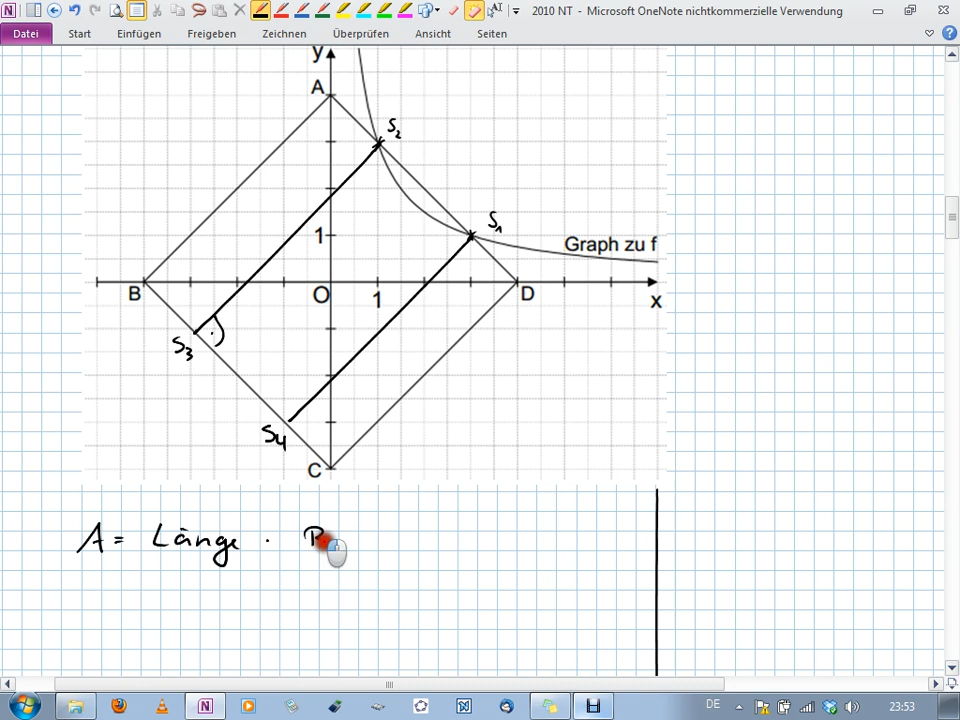 2010 NT - Microsoft OneNote nichtkommerzielle Verwendung
Datei Start Einfügen Freigeben Zeichnen Überprüfen Ansicht Seiten
y
A
S₂
S₁
1
Graph zu f
B O 1 D x
S₃
S₄
C
A = Länge ·
DE 23:53